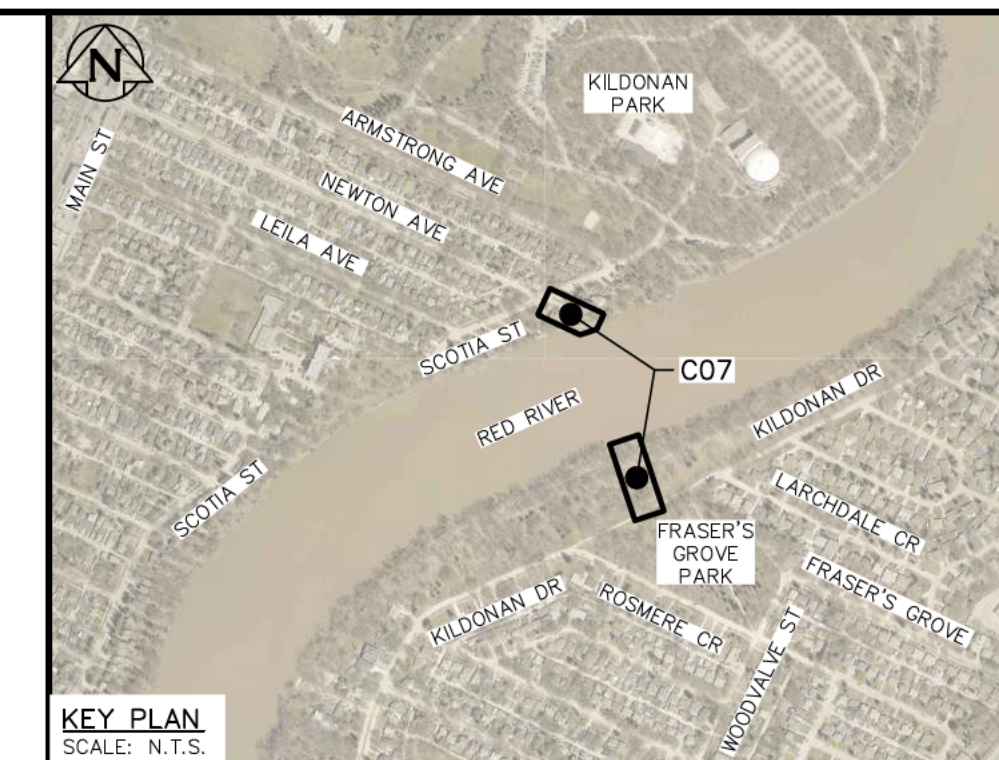 N
KILDONAN
PARK
ARMSTRONG AVE
MAIN ST
NEWTON AVE
LEILA AVE
SCOTIA ST
C07
KILDONAN DR
RED RIVER
SCOTIA ST
LARCHDALE CR
FRASER'S
GROVE
PARK
FRASER'S GROVE
KILDONAN DR
ROSMERE CR
WOODVALVE ST
KEY PLAN
SCALE: N.T.S.